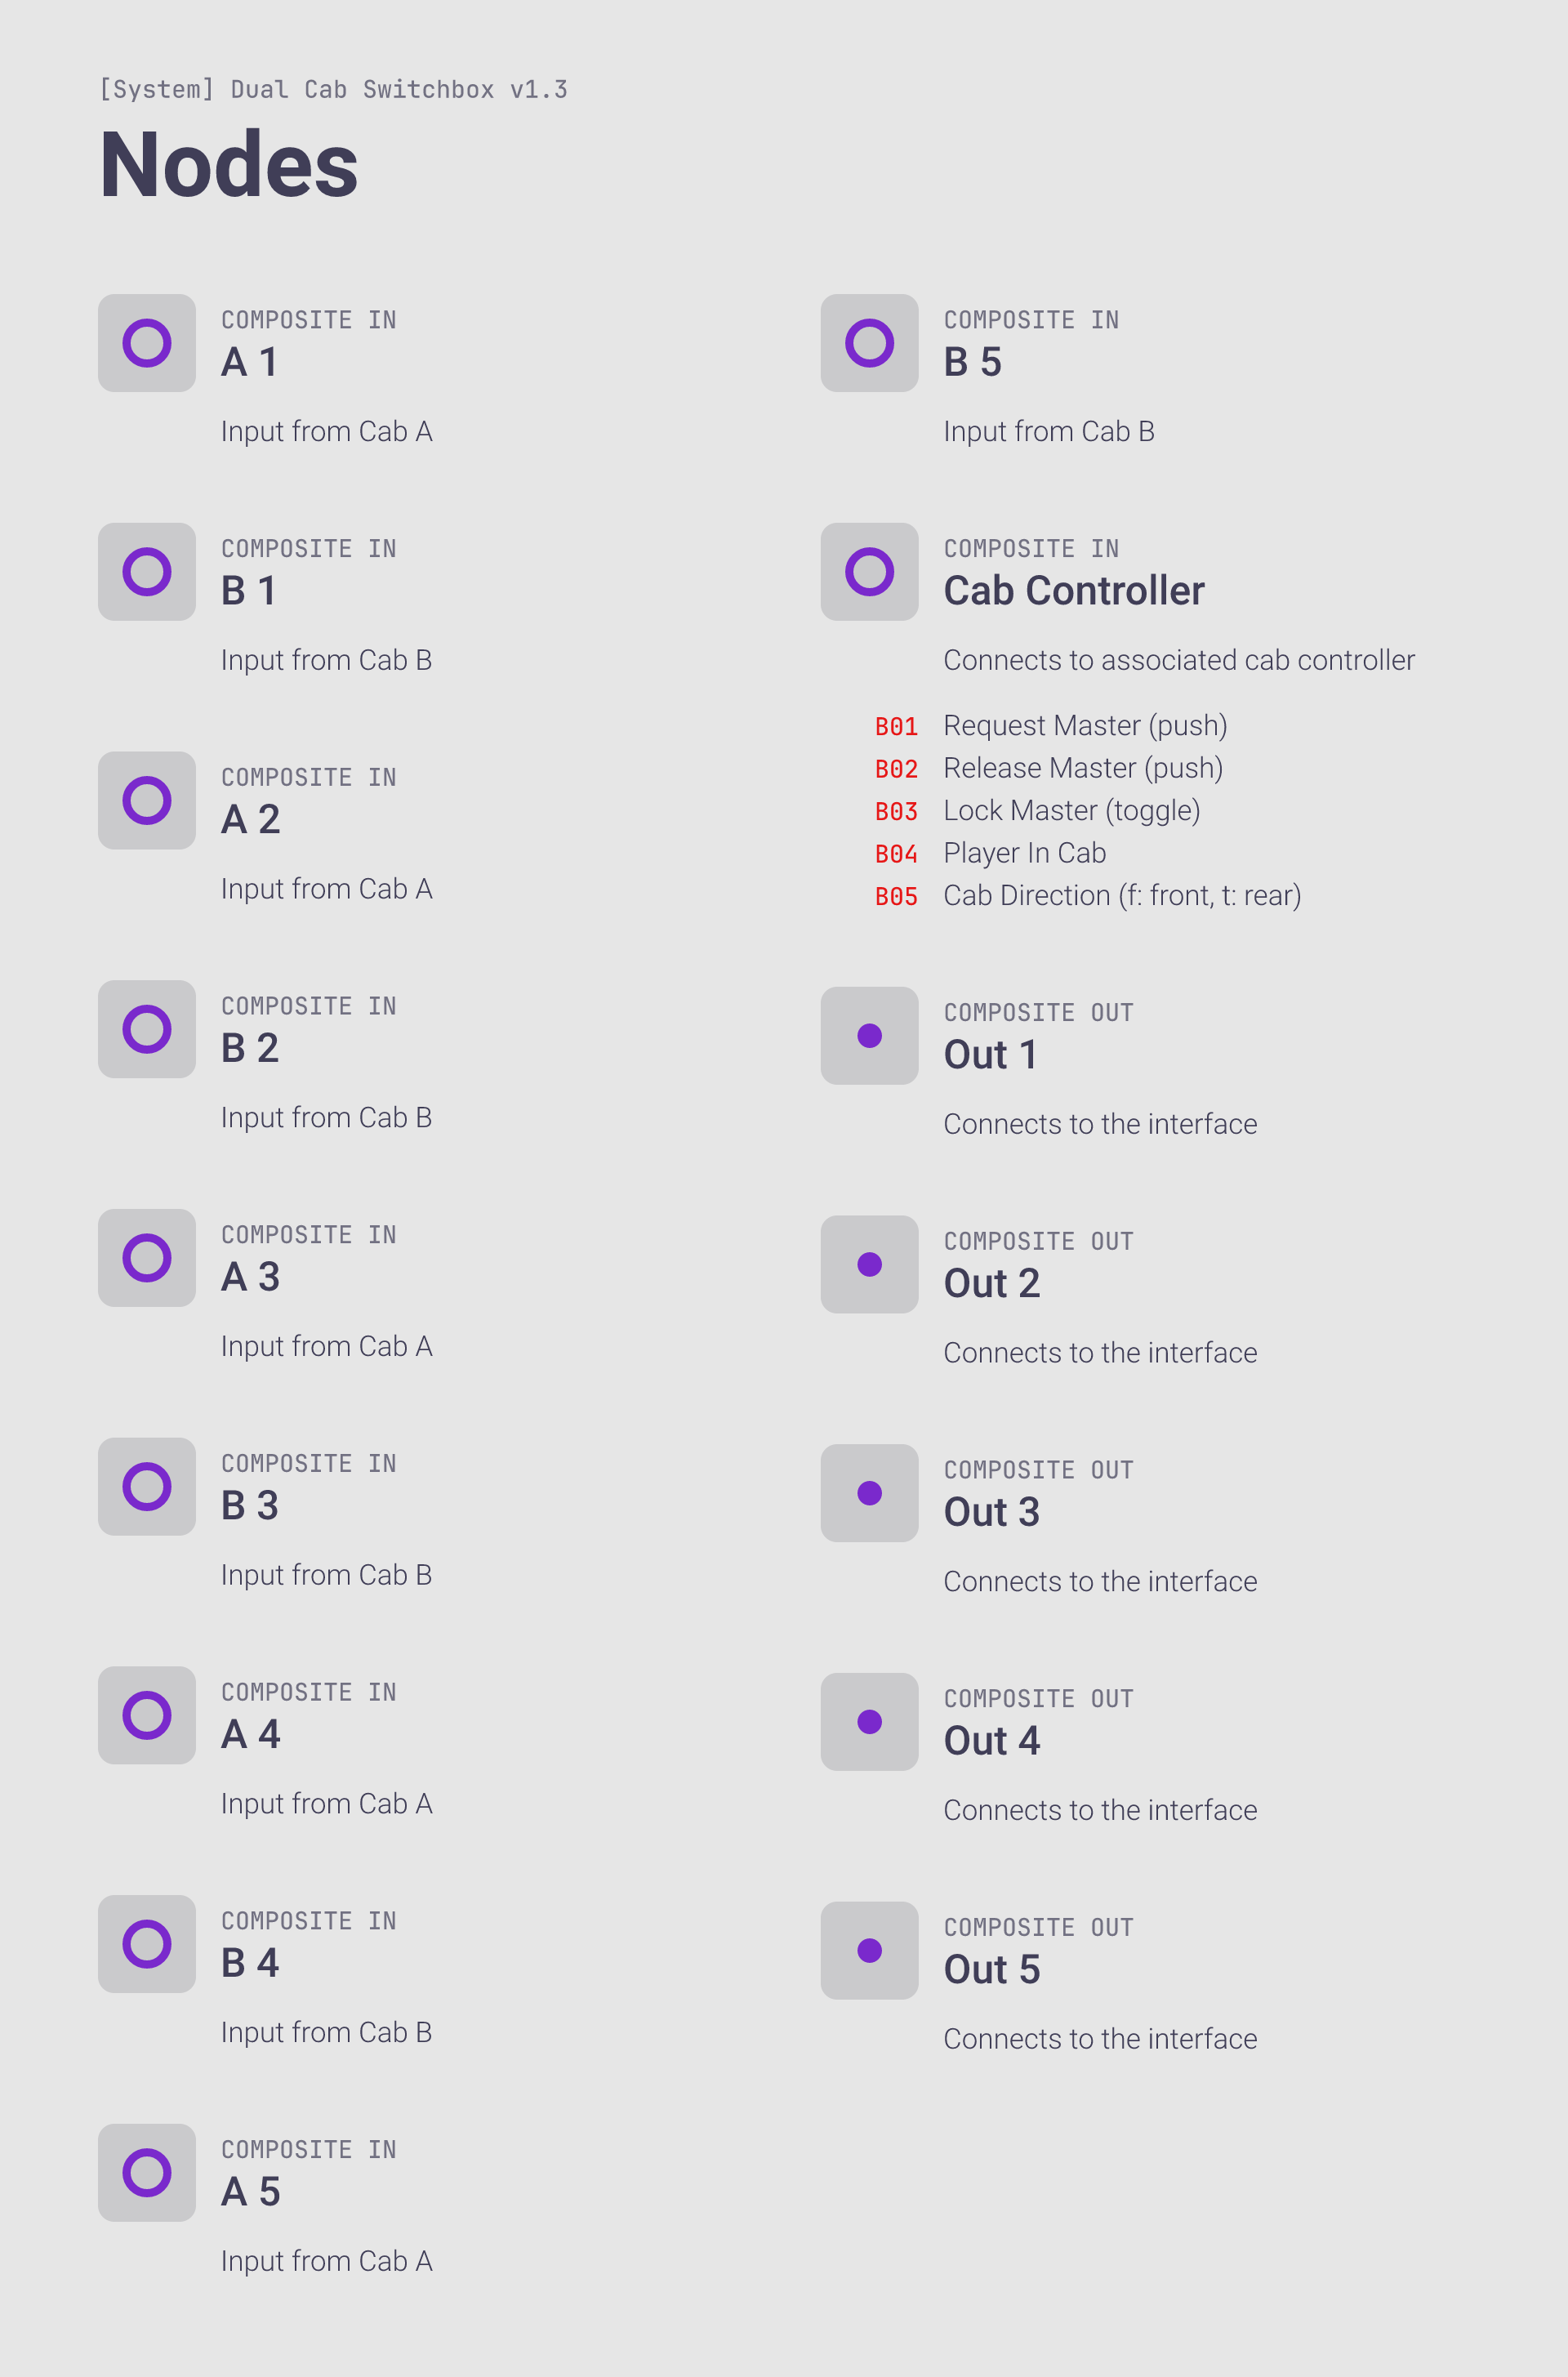 [System] Dual Cab Switchbox v1.3
Nodes
COMPOSITE IN
A 1
Input from Cab A
COMPOSITE IN
B 1
Input from Cab B
COMPOSITE IN
A 2
Input from Cab A
COMPOSITE IN
B 2
Input from Cab B
COMPOSITE IN
A 3
Input from Cab A
COMPOSITE IN
B 3
Input from Cab B
COMPOSITE IN
A 4
Input from Cab A
COMPOSITE IN
B 4
Input from Cab B
COMPOSITE IN
A 5
Input from Cab A
COMPOSITE IN
B 5
Input from Cab B
COMPOSITE IN
Cab Controller
Connects to associated cab controller
B01 Request Master (push)
B02 Release Master (push)
B03 Lock Master (toggle)
B04 Player In Cab
B05 Cab Direction (f: front, t: rear)
COMPOSITE OUT
Out 1
Connects to the interface
COMPOSITE OUT
Out 2
Connects to the interface
COMPOSITE OUT
Out 3
Connects to the interface
COMPOSITE OUT
Out 4
Connects to the interface
COMPOSITE OUT
Out 5
Connects to the interface